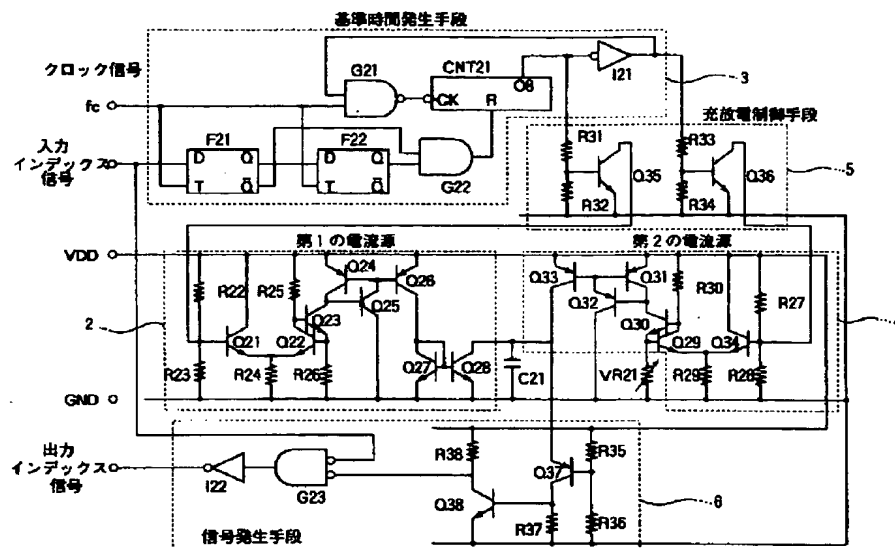 基準時間発生手段
クロック信号
fc
G21
CNT21
CK
O8
R
I21
3
充放電制御手段
入力
インデックス
信号
F21
D
Q
T
Q̅
F22
D
Q
T
Q̅
G22
R31
R32
Q35
R33
R34
Q36
5
第1の電流源
第2の電流源
VDD
GND
2
R22
R23
Q21
R24
R25
Q22
Q23
R26
Q24
Q25
Q26
Q27
Q28
C21
Q33
Q32
Q31
Q30
R30
Q29
VR21
R29
Q34
R28
R27
出力
インデックス
信号
I22
G23
R38
Q38
Q37
R37
R35
R36
6
信号発生手段